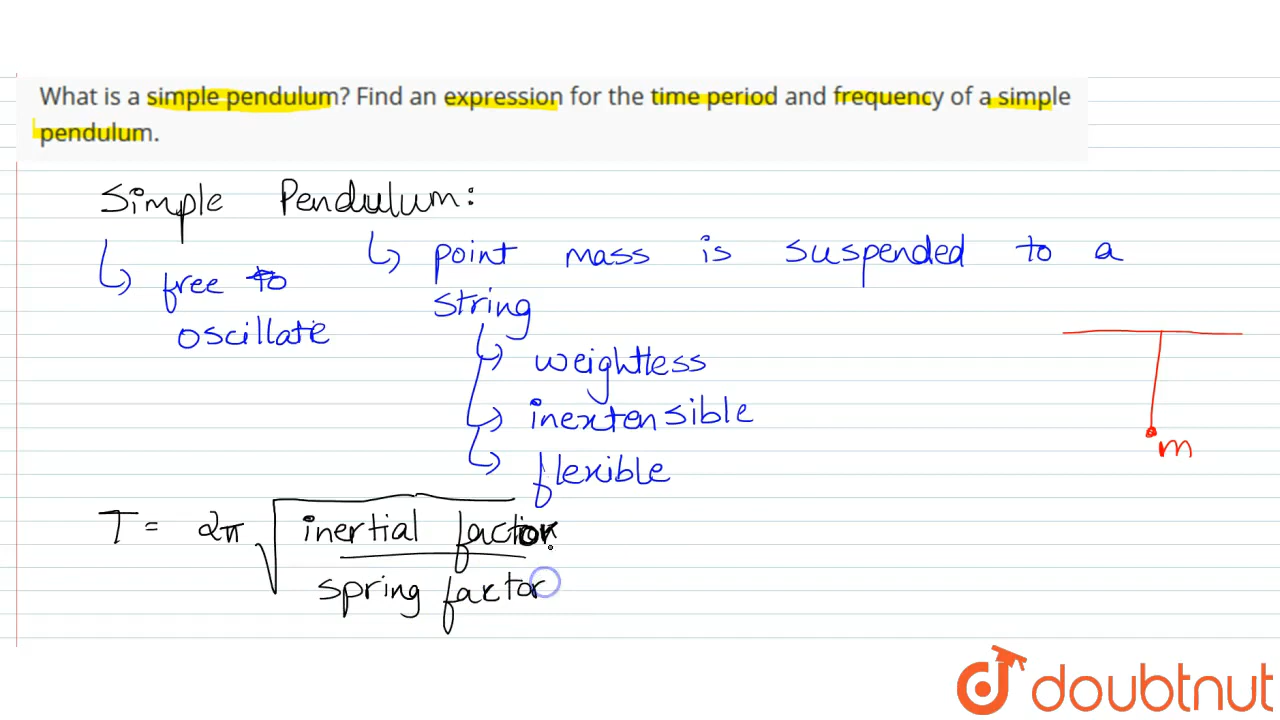 What is a simple pendulum? Find an expression for the time period and frequency of a simple
pendulum.
Simple Pendulum:
free to
oscillate
point mass is suspended to a
string
weightless
inextensible
flexible
m
T = 2π √ inertial factor
spring factor
doubtnut